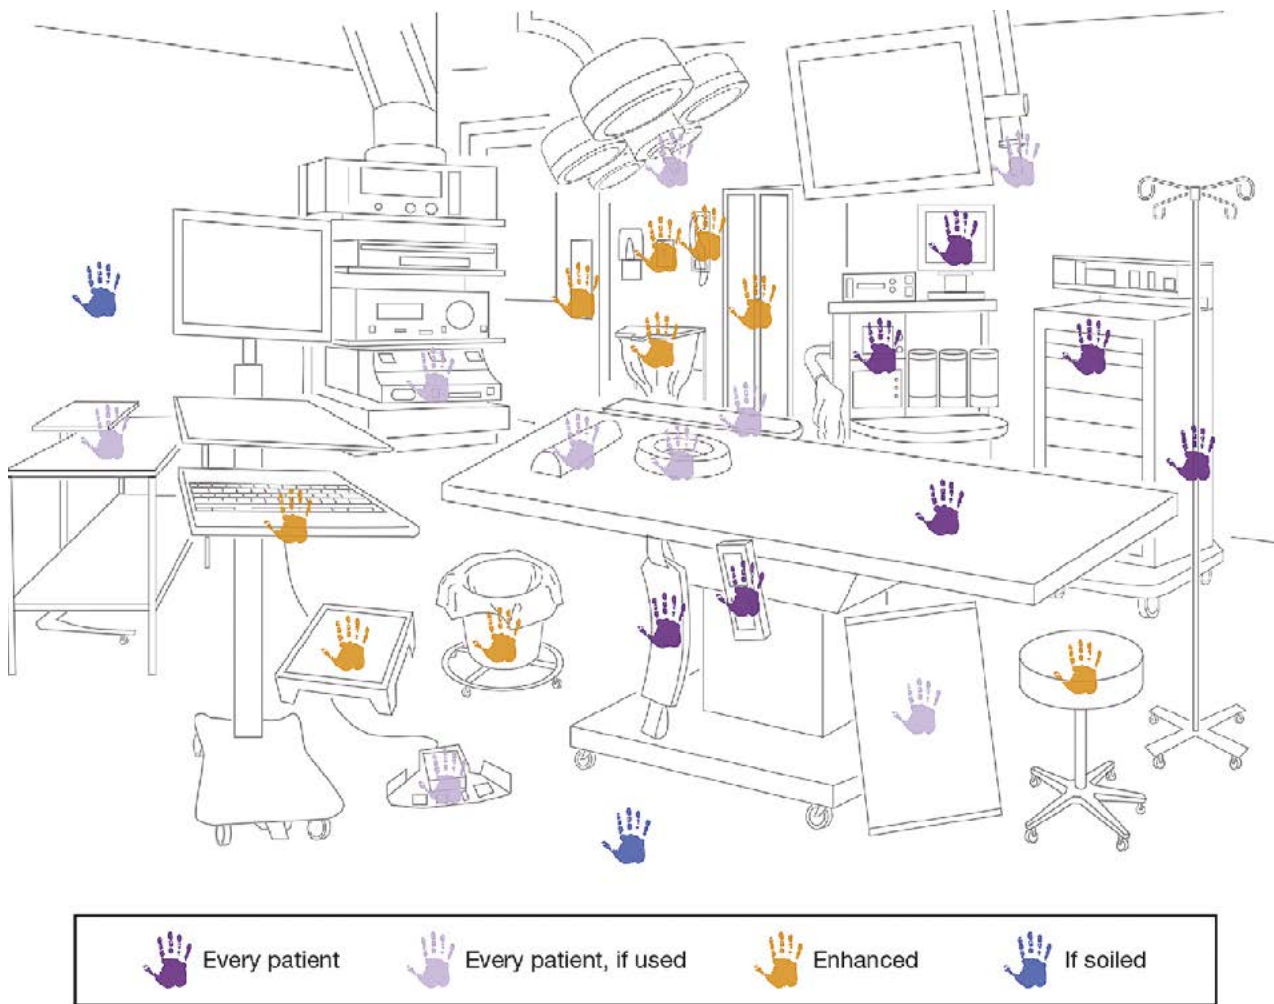 Every patient
Every patient, if used
Enhanced
If soiled